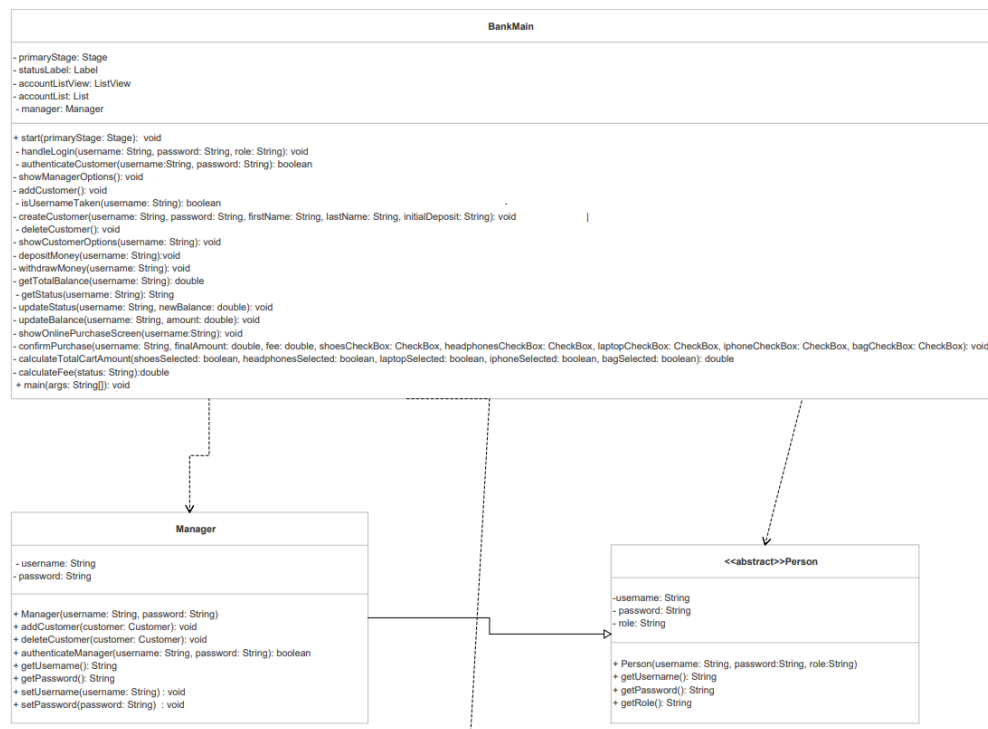 BankMain
- primaryStage: Stage
- statusLabel: Label
- accountListView: ListView
- accountList: List
- manager: Manager
+ start(primaryStage: Stage): void
- handleLogin(username: String, password: String, role: String): void
- authenticateCustomer(username:String, password: String): boolean
- showManagerOptions(): void
- addCustomer(): void
- isUsernameTaken(username: String): boolean
- createCustomer(username: String, password: String, firstName: String, lastName: String, initialDeposit: String): void
- deleteCustomer(): void
- showCustomerOptions(username: String): void
- depositMoney(username: String):void
- withdrawMoney(username: String): void
- getTotalBalance(username: String): double
- getStatus(username: String): String
- updateStatus(username: String, newBalance: double): void
- updateBalance(username: String, amount: double): void
- showOnlinePurchaseScreen(username:String): void
- confirmPurchase(username: String, finalAmount: double, fee: double, shoesCheckBox: CheckBox, headphonesCheckBox: CheckBox, laptopCheckBox: CheckBox, iphoneCheckBox: CheckBox, bagCheckBox: CheckBox): void
- calculateTotalCartAmount(shoesSelected: boolean, headphonesSelected: boolean, laptopSelected: boolean, iphoneSelected: boolean, bagSelected: boolean): double
- calculateFee(status: String):double
+ main(args: String[]): void
Manager
- username: String
- password: String
+ Manager(username: String, password: String)
+ addCustomer(customer: Customer): void
+ deleteCustomer(customer: Customer): void
+ authenticateManager(username: String, password: String): boolean
+ getUsername(): String
+ getPassword(): String
+ setUsername(username: String) : void
+ setPassword(password: String) : void
<<abstract>>Person
-username: String
- password: String
- role: String
+ Person(username: String, password:String, role:String)
+ getUsername(): String
+ getPassword(): String
+ getRole(): String